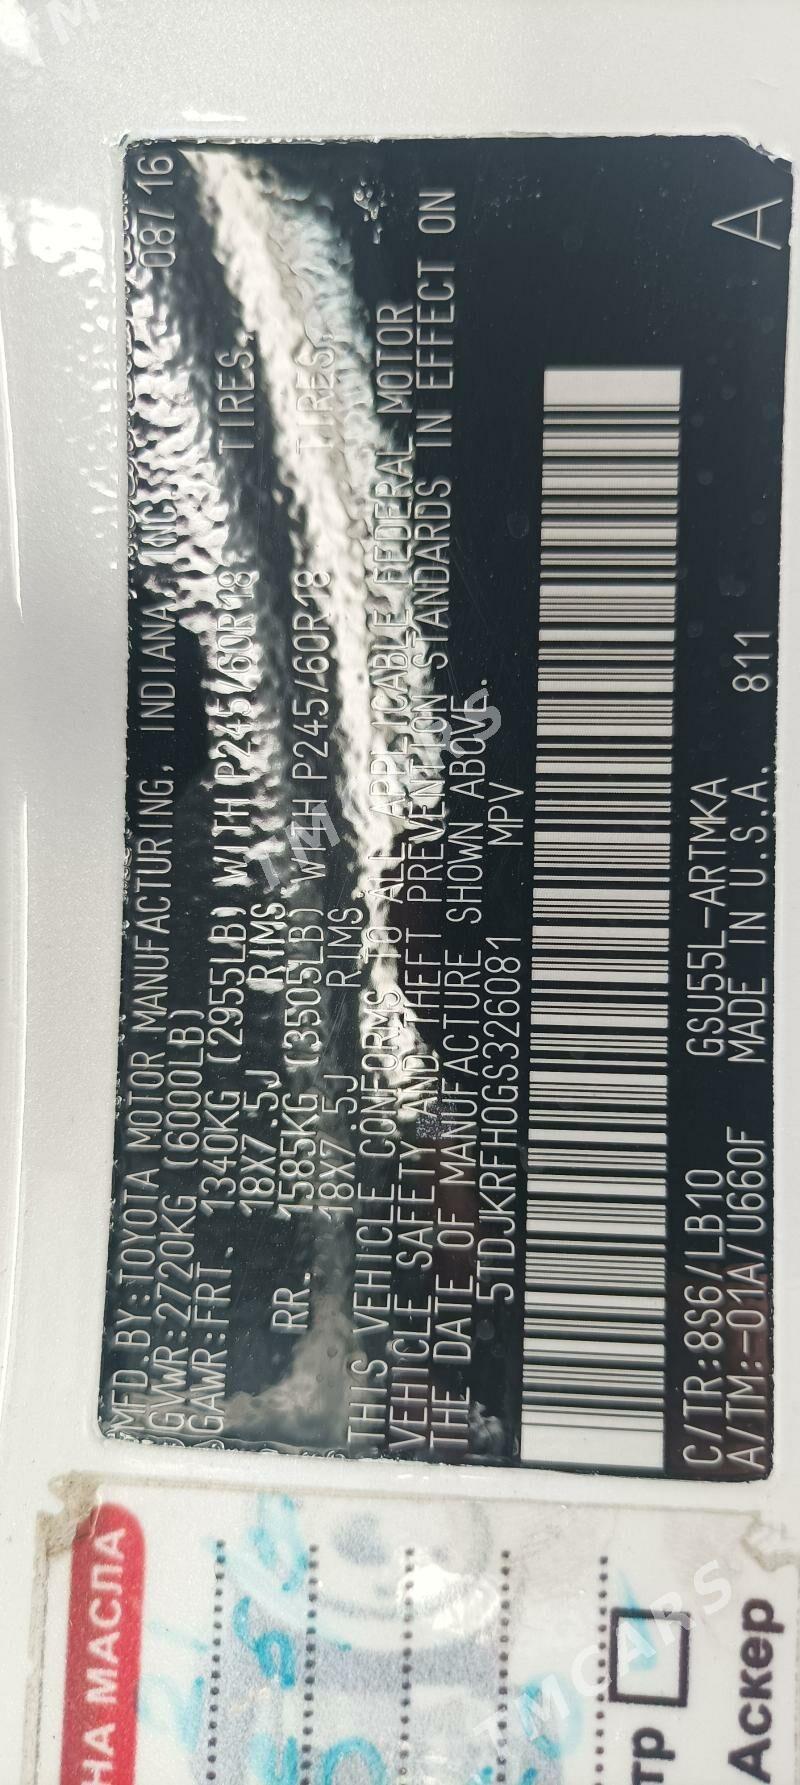 MFD.BY:TOYOTA MOTOR MANUFACTURING, INDIANA, INC. 08/16
GVWR:2720KG (6000LB)
GAWR:FRT. 1340KG (2955LB) WITH P245/60R18 TIRES,
18X7.5J RIMS,
RR. 1585KG (3505LB) WITH P245/60R18 TIRES,
18X7.5J RIMS
THIS VEHICLE CONFORMS TO ALL APPLICABLE FEDERAL MOTOR
VEHICLE SAFETY AND THEFT PREVENTION STANDARDS IN EFFECT ON
THE DATE OF MANUFACTURE SHOWN ABOVE.
5TDJKRFH0GS326081 MPV
C/TR:8S6/LB10 GSU55L-ARTMKA
A/TM:-01A/U660F MADE IN U.S.A. 811
A
НА МАСЛА
тр
Аскер
TMCARS
TMCARS